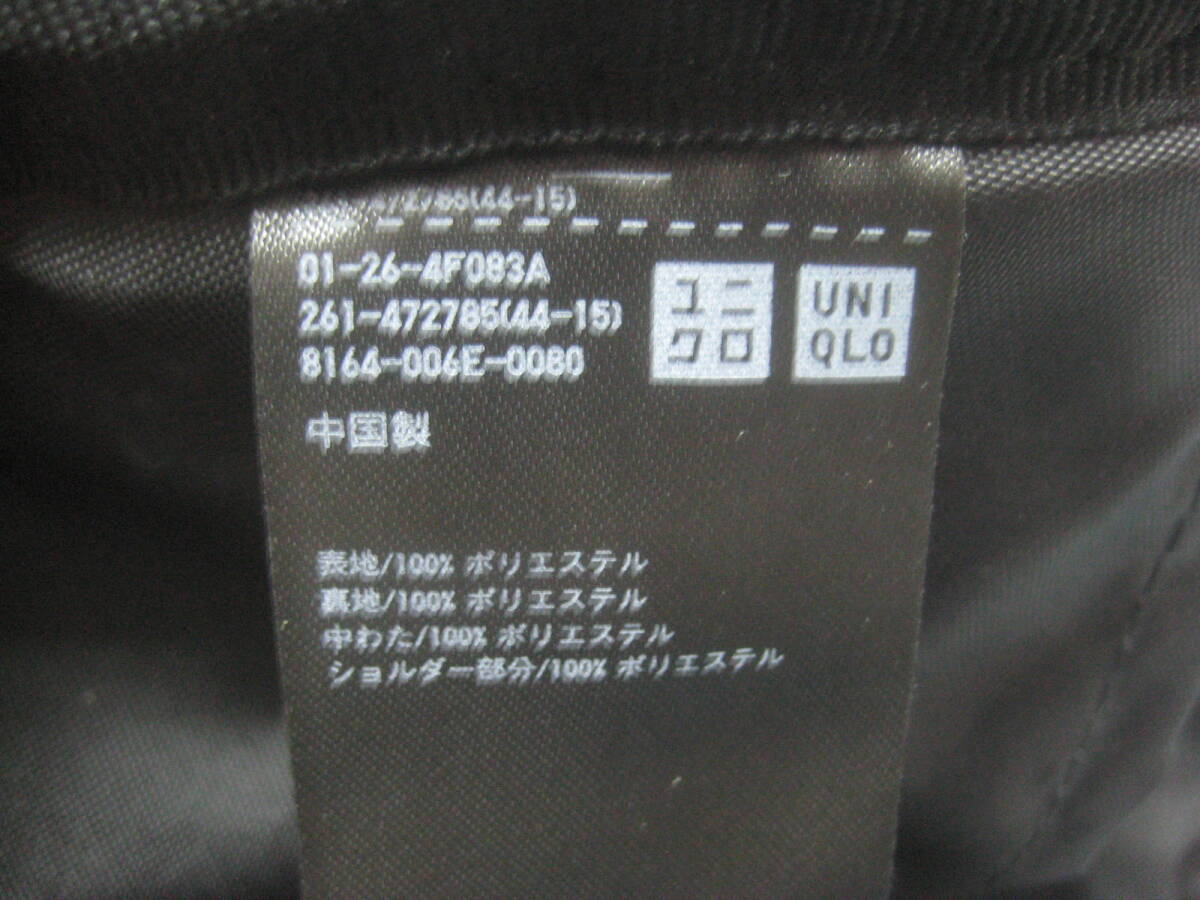 472785(44-15)
01-26-4F083A
261-472785(44-15)
8164-006E-0080
ユニ
クロ
UNI
QLO
中国製
表地/100% ポリエステル
裏地/100% ポリエステル
中わた/100% ポリエステル
ショルダー部分/100% ポリエステル